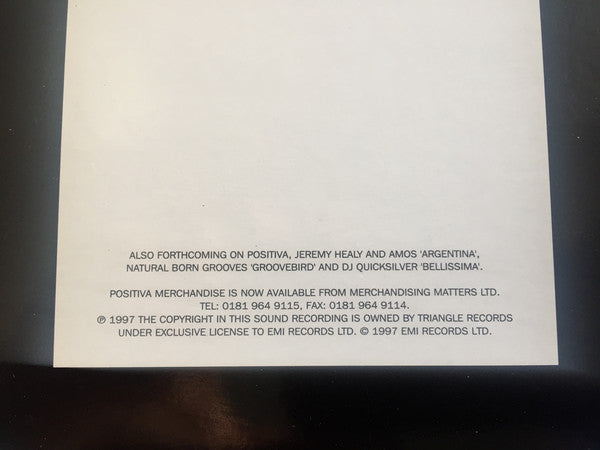 ALSO FORTHCOMING ON POSITIVA, JEREMY HEALY AND AMOS 'ARGENTINA',
NATURAL BORN GROOVES 'GROOVEBIRD' AND DJ QUICKSILVER 'BELLISSIMA'.
POSITIVA MERCHANDISE IS NOW AVAILABLE FROM MERCHANDISING MATTERS LTD.
TEL: 0181 964 9115, FAX: 0181 964 9114.
℗ 1997 THE COPYRIGHT IN THIS SOUND RECORDING IS OWNED BY TRIANGLE RECORDS
UNDER EXCLUSIVE LICENSE TO EMI RECORDS LTD. © 1997 EMI RECORDS LTD.